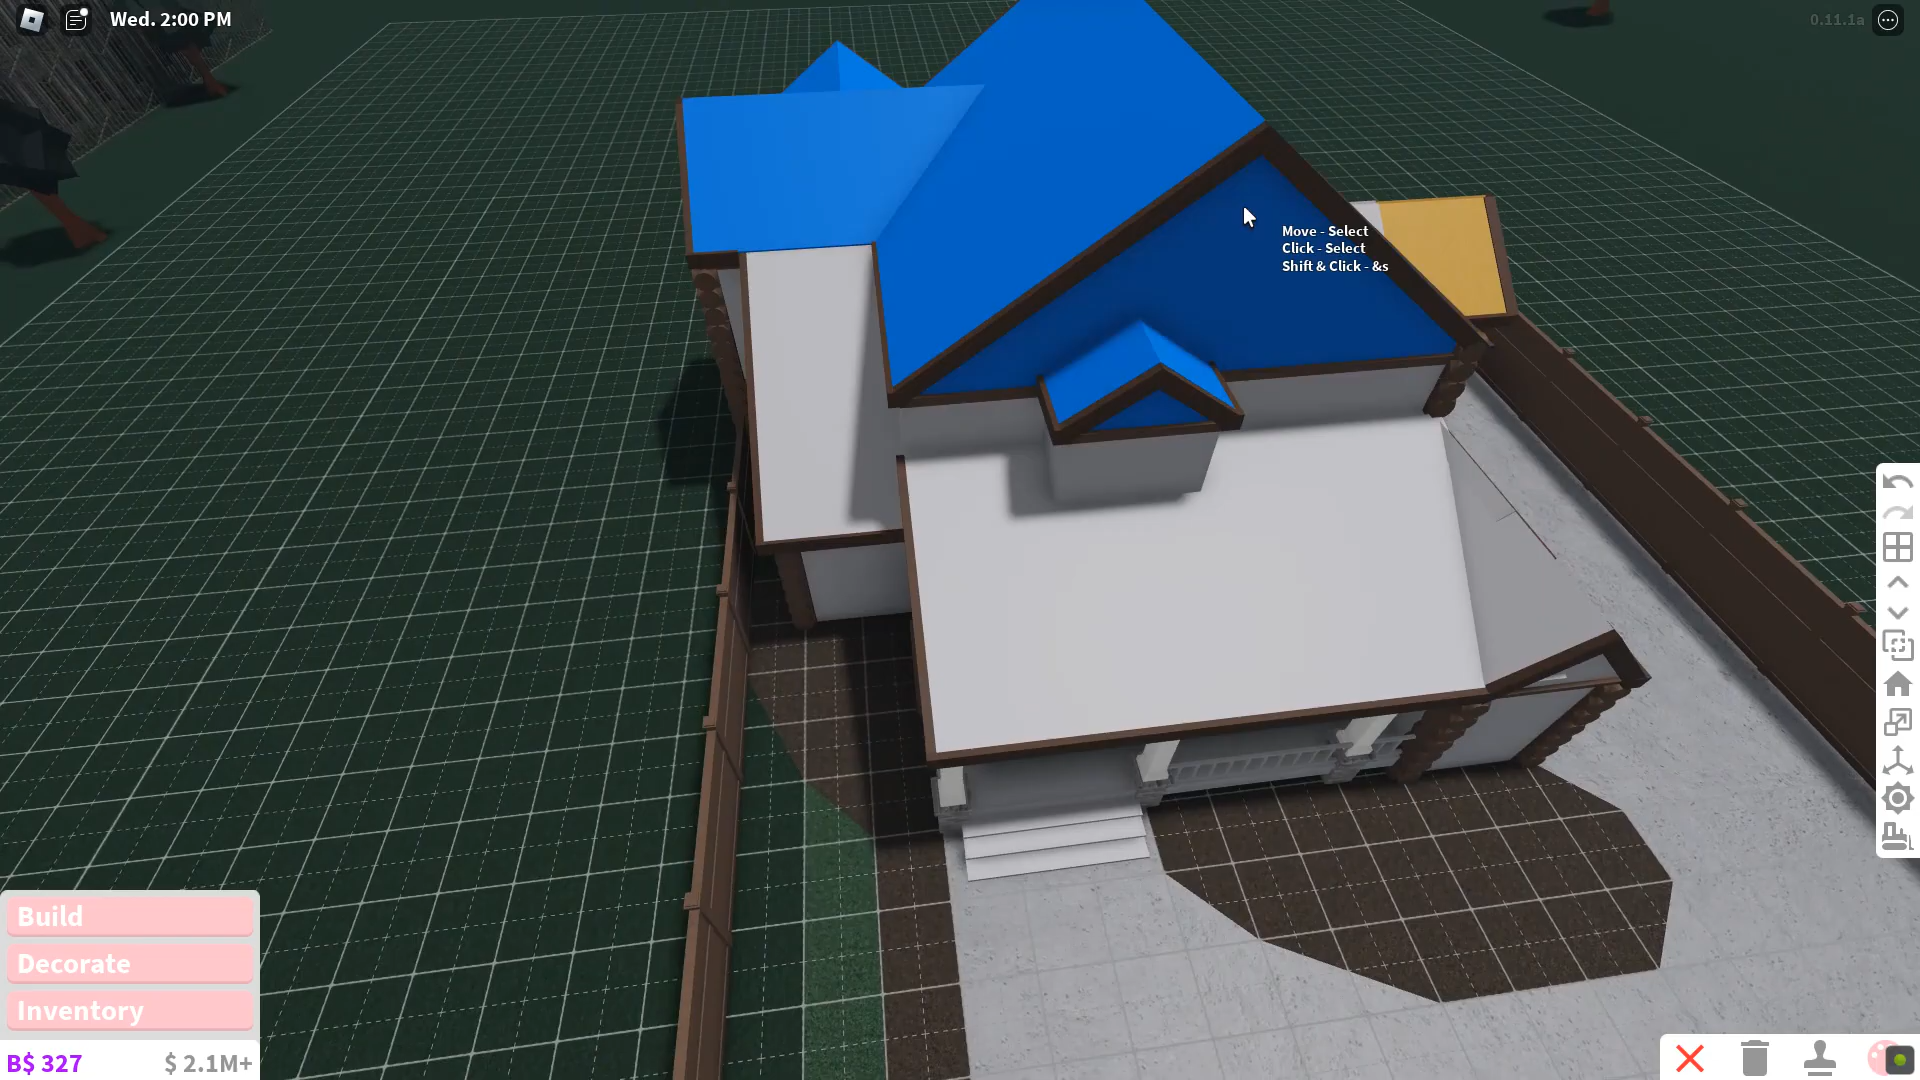 Wed. 2:00 PM
0.11.1a
Move - Select
Click - Select
Shift & Click - &s
Build
Decorate
Inventory
B$ 327
$ 2.1M+